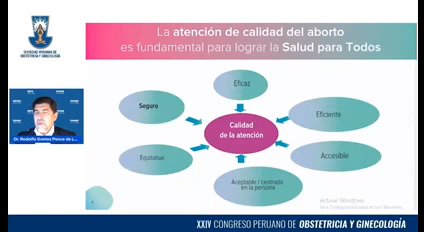 La atención de calidad del aborto
es fundamental para lograr la Salud para Todos
SOCIEDAD PERUANA DE
OBSTETRICIA Y GINECOLOGÍA
Eficaz
Seguro
Eficiente
Calidad
de la atención
Equitativo
Accesible
Aceptable / centrado
en la persona
Dr. Rodolfo Gomez Ponce de L...
Activar Windows
XXIV CONGRESO PERUANO DE OBSTETRICIA Y GINECOLOGÍA